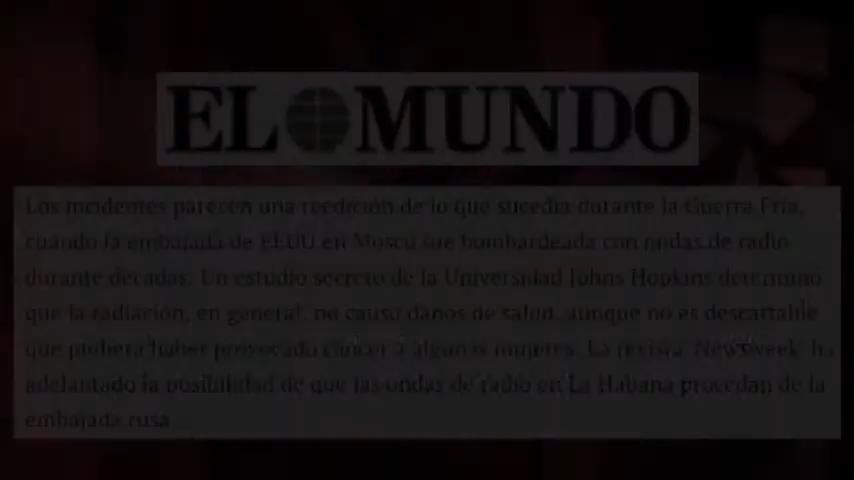 EL MUNDO
Los incidentes parecen una reedición de lo que sucedía durante la Guerra Fría,
cuando la embajada de EEUU en Moscú fue bombardeada con ondas de radio
durante décadas. Un estudio secreto de la Universidad Johns Hopkins determinó
que la radiación, en general, no causó daños de salud, aunque no es descartable
que pudiera haber provocado cáncer a algunas mujeres. La revista 'Newsweek' ha
adelantado la posibilidad de que las ondas de radio en La Habana procedan de la
embajada rusa.